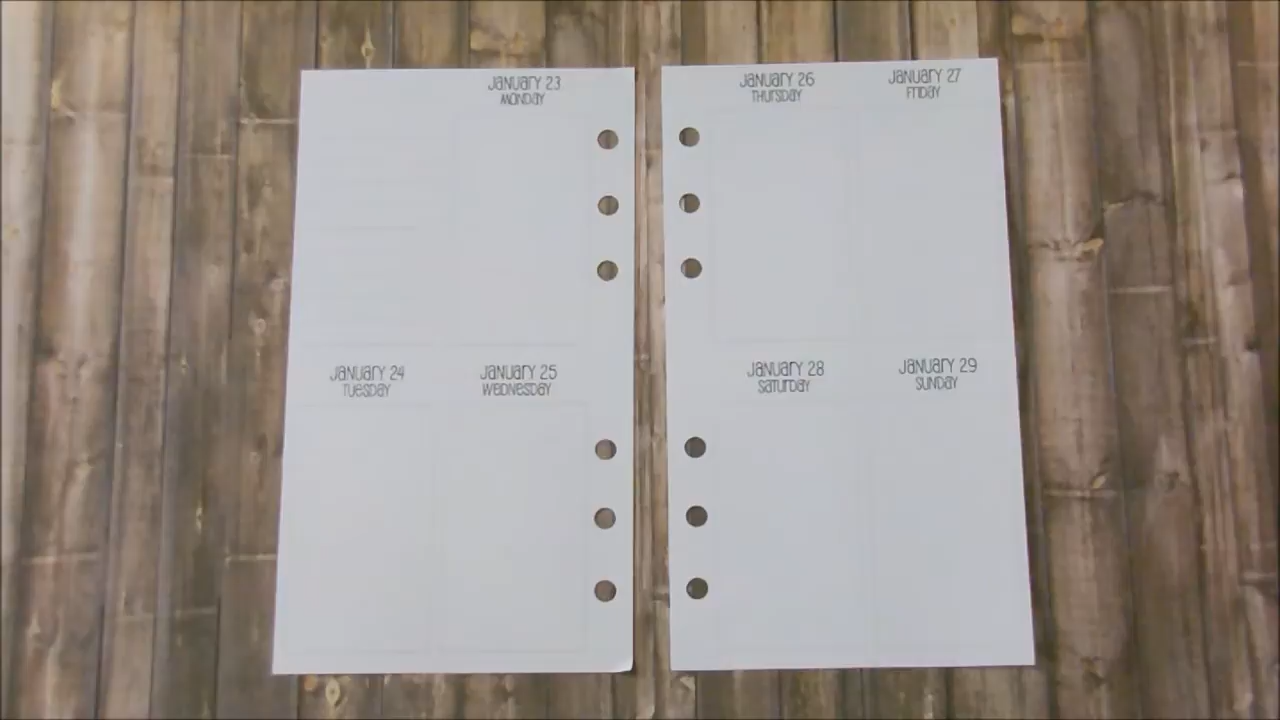 January 23
Monday
January 24
Tuesday
January 25
Wednesday
January 26
Thursday
January 27
Friday
January 28
Saturday
January 29
Sunday